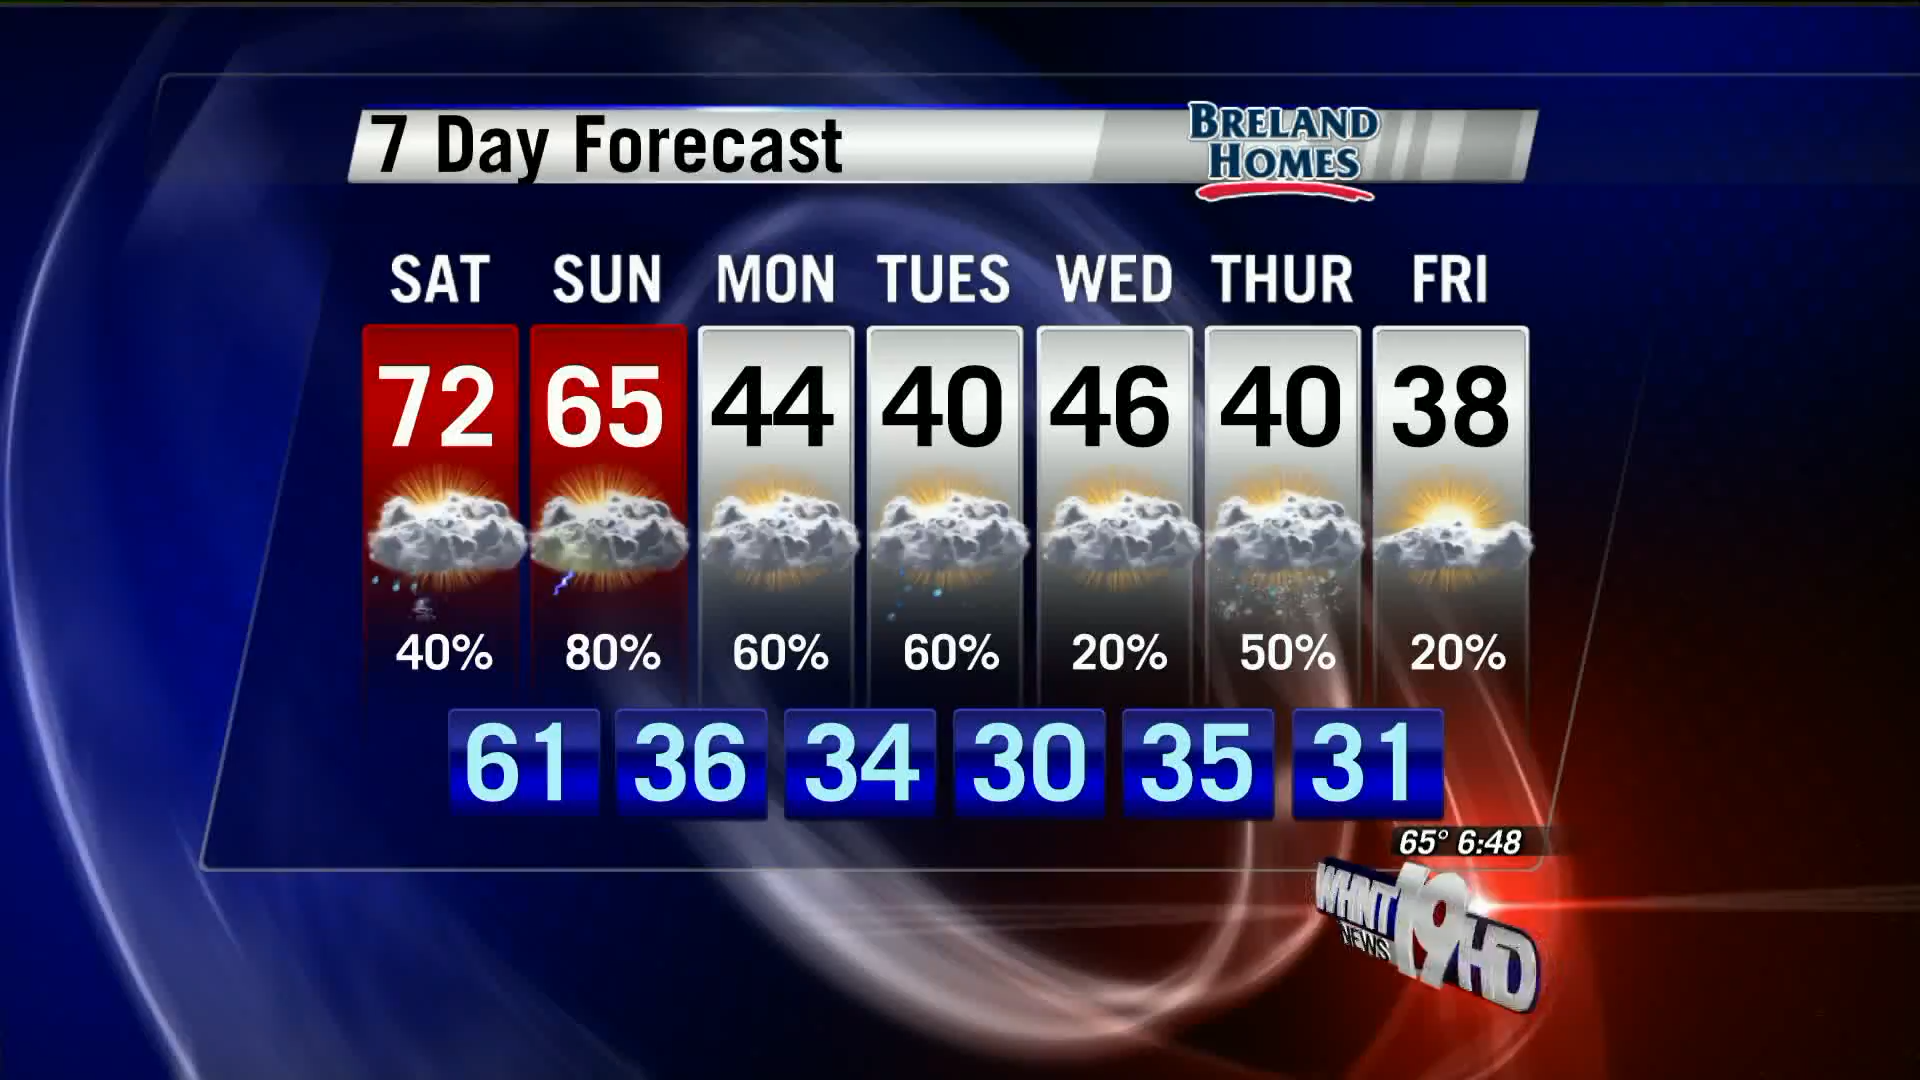 7 Day Forecast
BRELAND
HOMES
SAT SUN MON TUES WED THUR FRI
72 65 44 40 46 40 38
40% 80% 60% 60% 20% 50% 20%
61 36 34 30 35 31
65° 6:48
WHNT 19 HD
NEWS